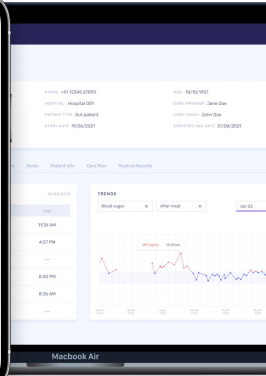 PHONE: +91 12345 67890
DOB: 18/10/1957
HOSPITAL: Hospital 001
CARE MANAGER: Jane Doe
PATIENT TYPE: Out patient
CARE COACH: John Doe
START DATE: 19/06/2021
EXPECTED END DATE: 31/08/2021
Notes Patient Info Care Plan Medical Records
TRENDS
TIME
Blood sugar After meal Apr 25
11:36 AM
4:57 PM
--
8:30 PM
8:36 AM
--
Macbook Air